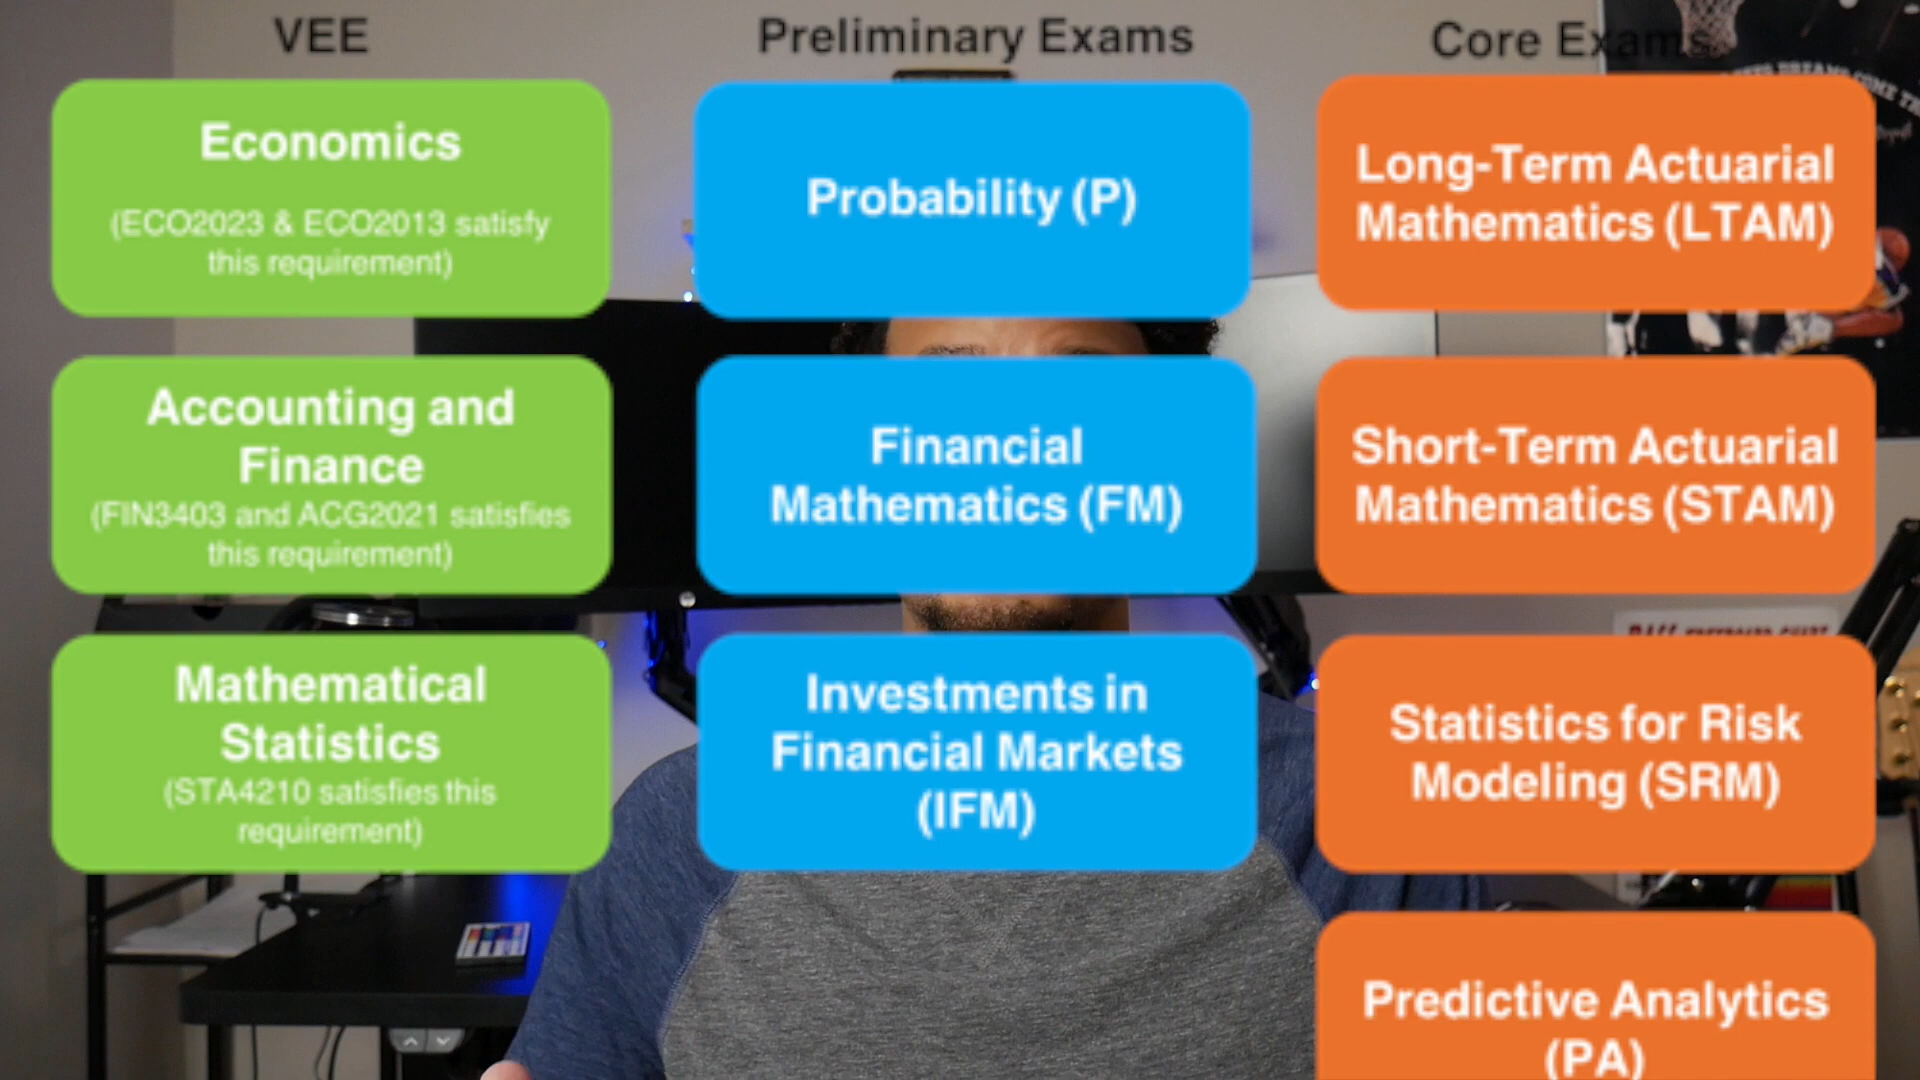 VEE
Economics
(ECO2023 & ECO2013 satisfy
this requirement)
Accounting and
Finance
(FIN3403 and ACG2021 satisfies
this requirement)
Mathematical
Statistics
(STA4210 satisfies this
requirement)
Preliminary Exams
Probability (P)
Financial
Mathematics (FM)
Investments in
Financial Markets
(IFM)
Core Exams
Long-Term Actuarial
Mathematics (LTAM)
Short-Term Actuarial
Mathematics (STAM)
Statistics for Risk
Modeling (SRM)
Predictive Analytics
(PA)
DREAMS COME